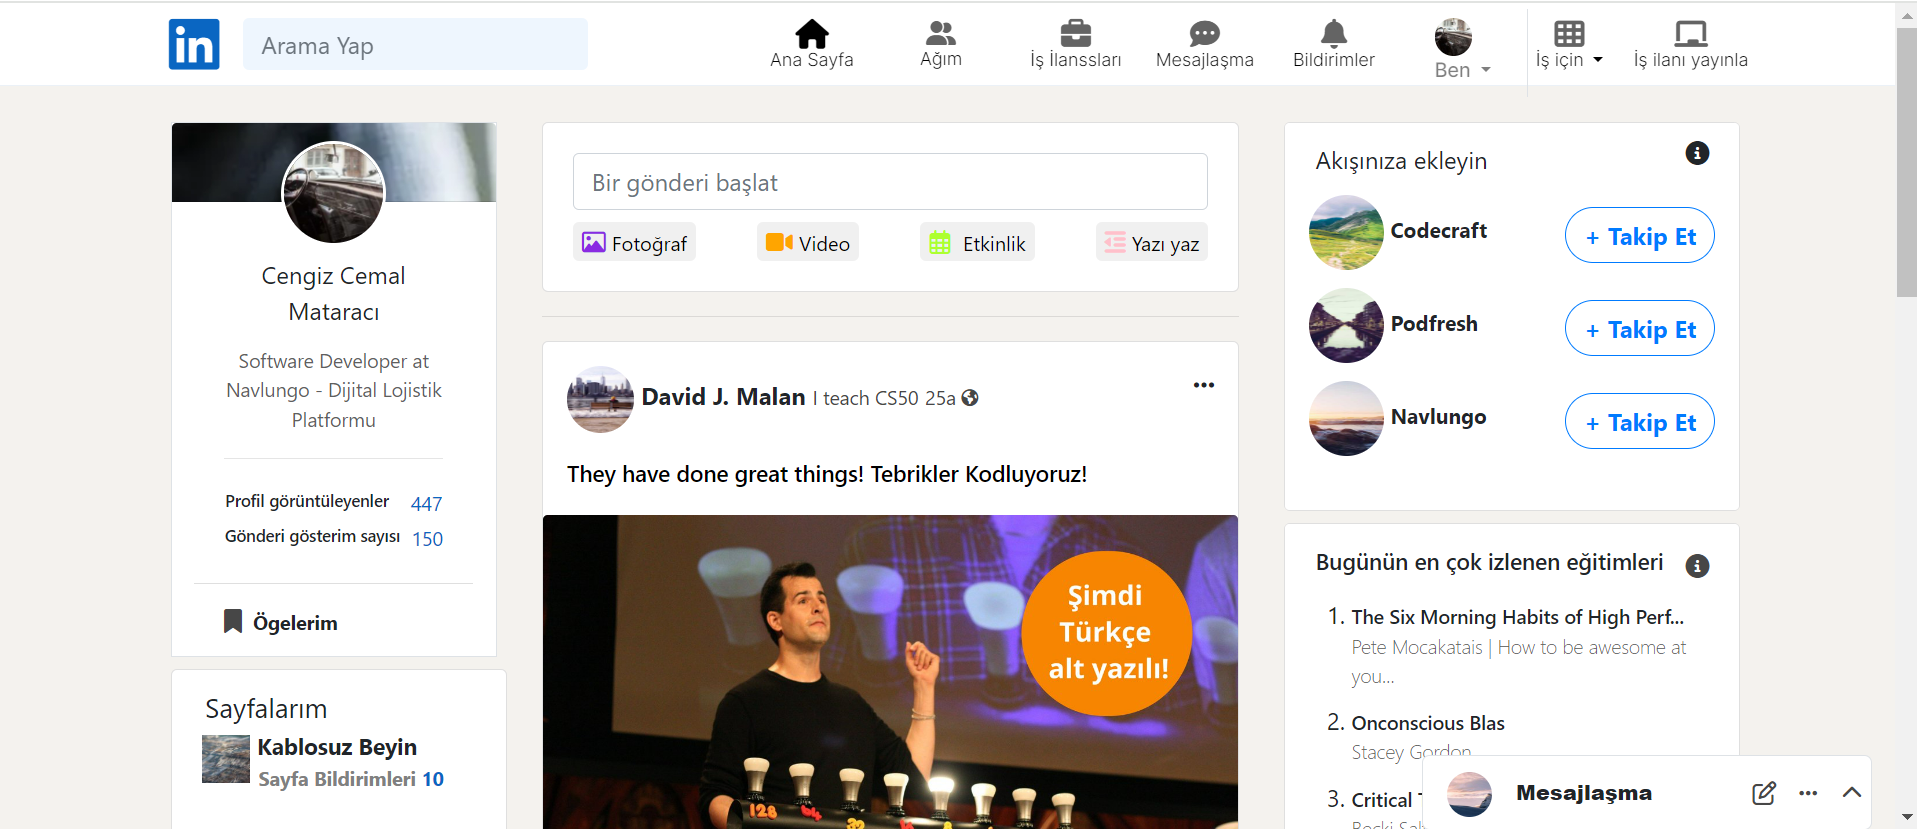 in
Arama Yap
Ana Sayfa
Ağım
İş İlanssları
Mesajlaşma
Bildirimler
Ben
İş için
İş ilanı yayınla
Cengiz Cemal
Mataracı
Software Developer at
Navlungo - Dijital Lojistik
Platformu
Profil görüntüleyenler 447
Gönderi gösterim sayısı 150
Ögelerim
Sayfalarım
Kablosuz Beyin
Sayfa Bildirimleri 10
Bir gönderi başlat
Fotoğraf
Video
Etkinlik
Yazı yaz
David J. Malan I teach CS50 25a
They have done great things! Tebrikler Kodluyoruz!
Şimdi
Türkçe
alt yazılı!
128
64
Akışınıza ekleyin
Codecraft
+ Takip Et
Podfresh
+ Takip Et
Navlungo
+ Takip Et
Bugünün en çok izlenen eğitimleri
1. The Six Morning Habits of High Perf...
Pete Mocakatais | How to be awesome at
you...
2. Onconscious Blas
Stacey Gordon
3. Critical
Mesajlaşma